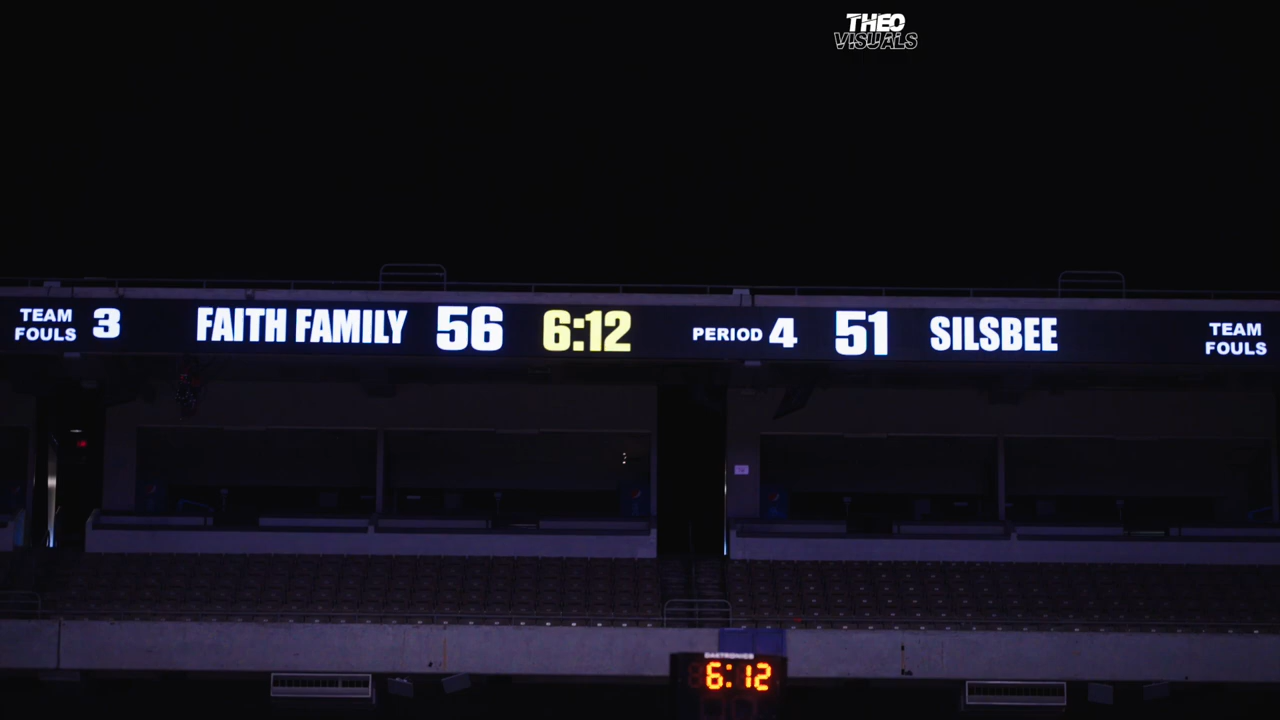 THEO
VISUALS
TEAM FOULS 3 FAITH FAMILY 56 6:12 PERIOD 4 51 SILSBEE TEAM FOULS
DAKTRONICS
6:12